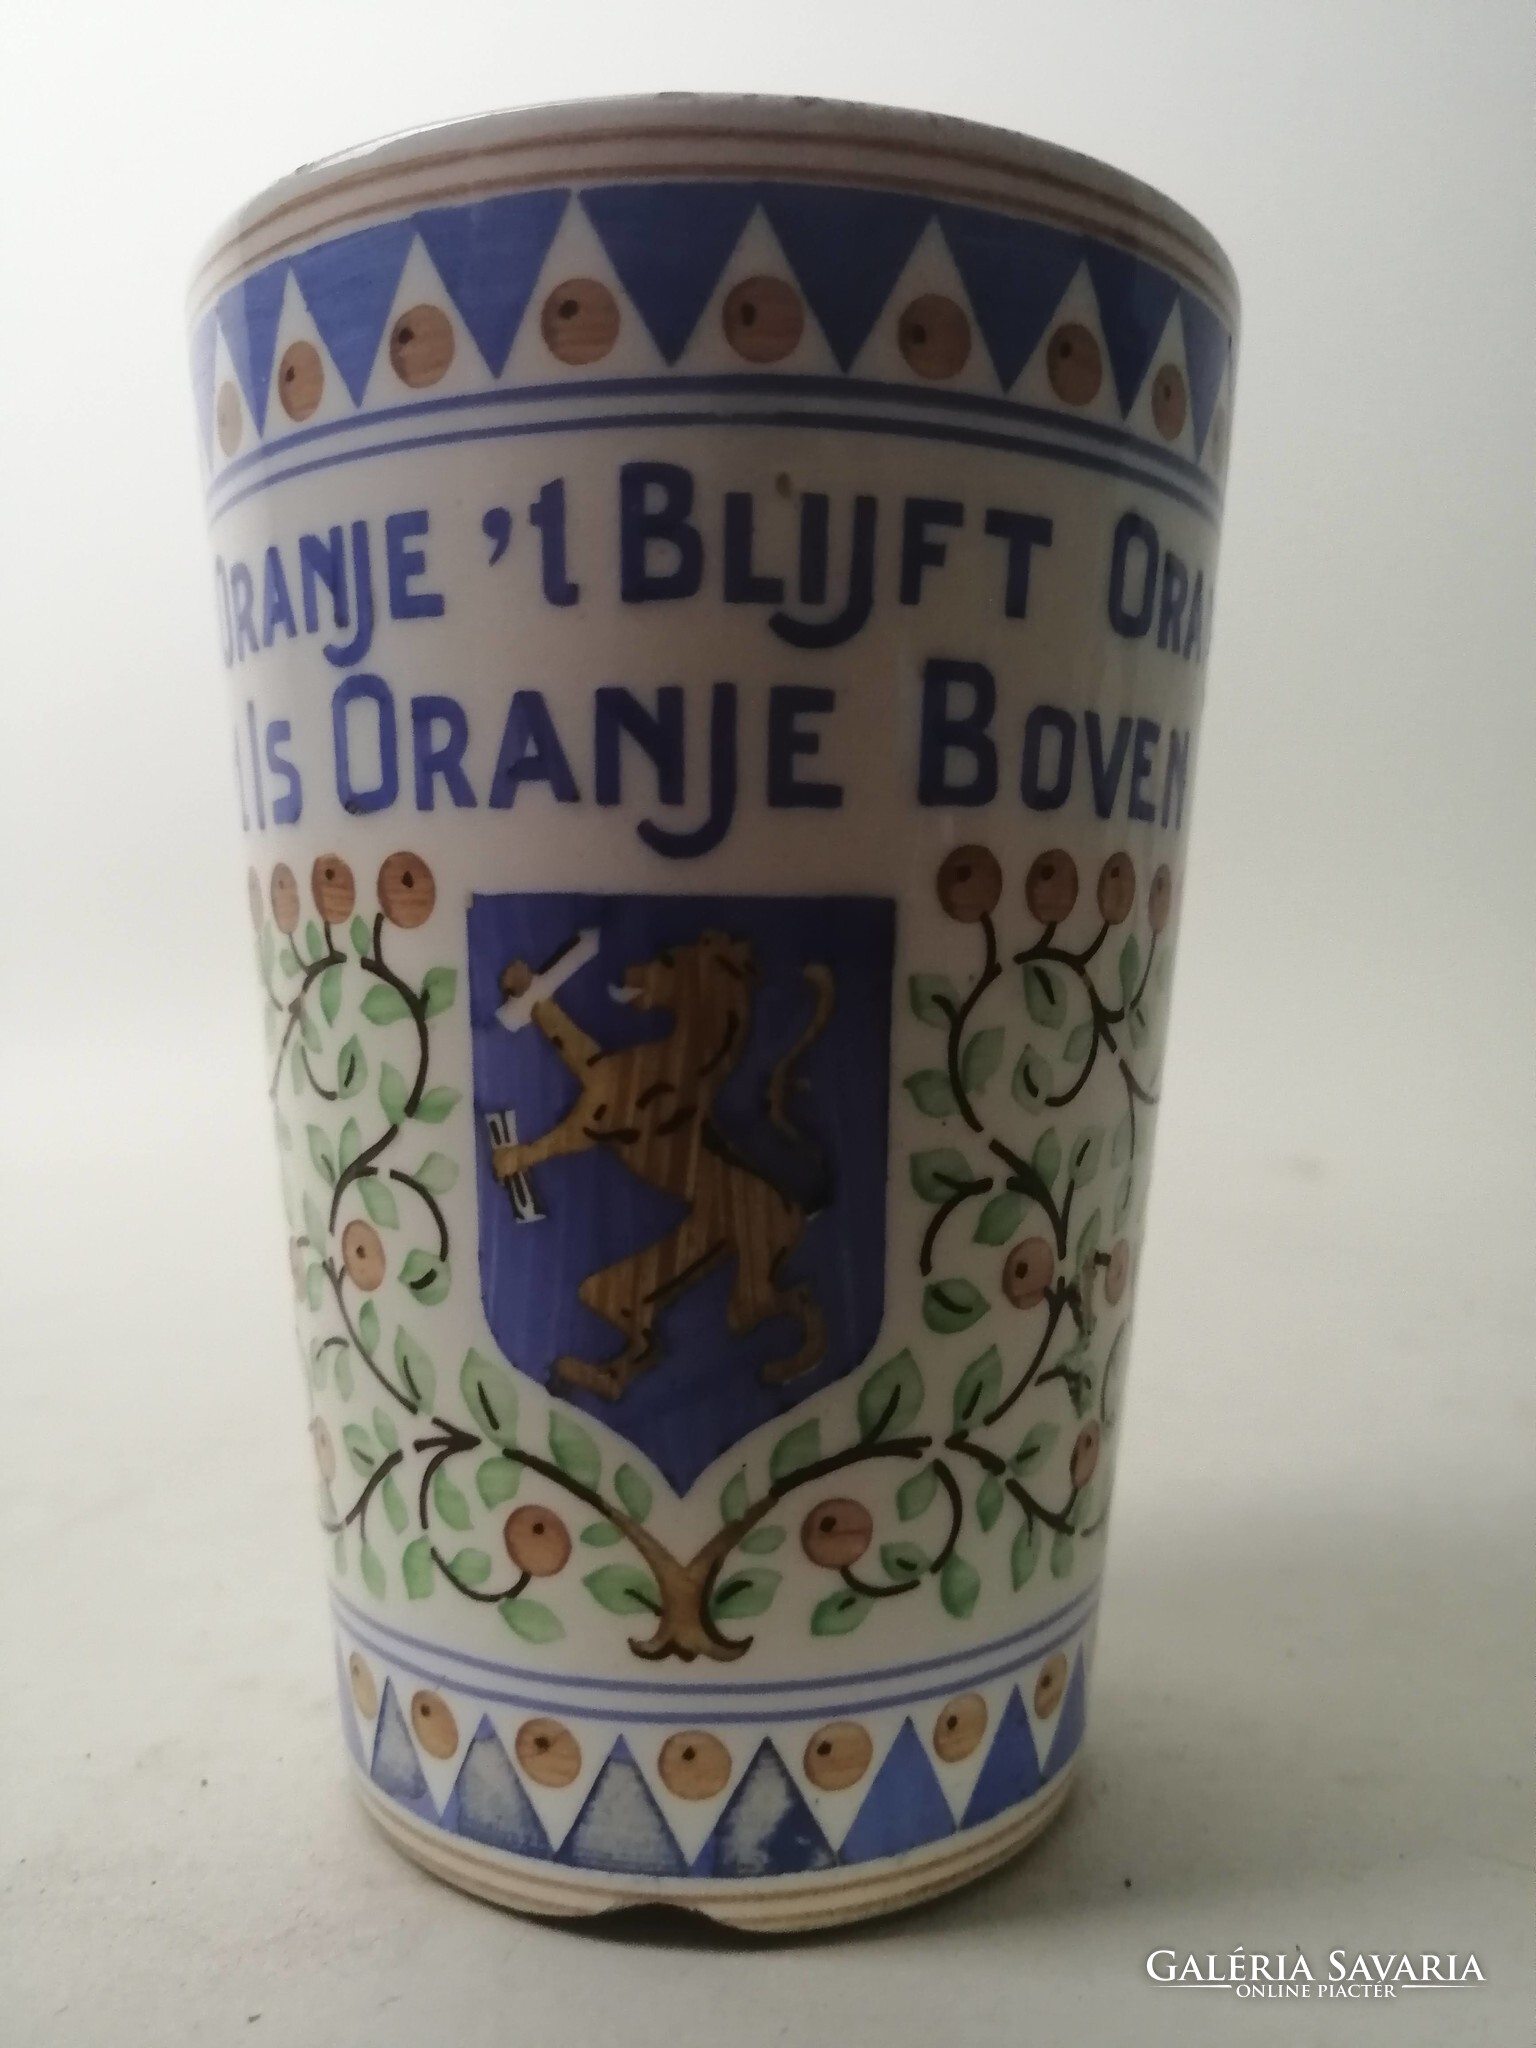 ORANJE 't BLIJFT ORA
IS ORANJE BOVEN
GALÉRIA SAVARIA
ONLINE PIACTÉR